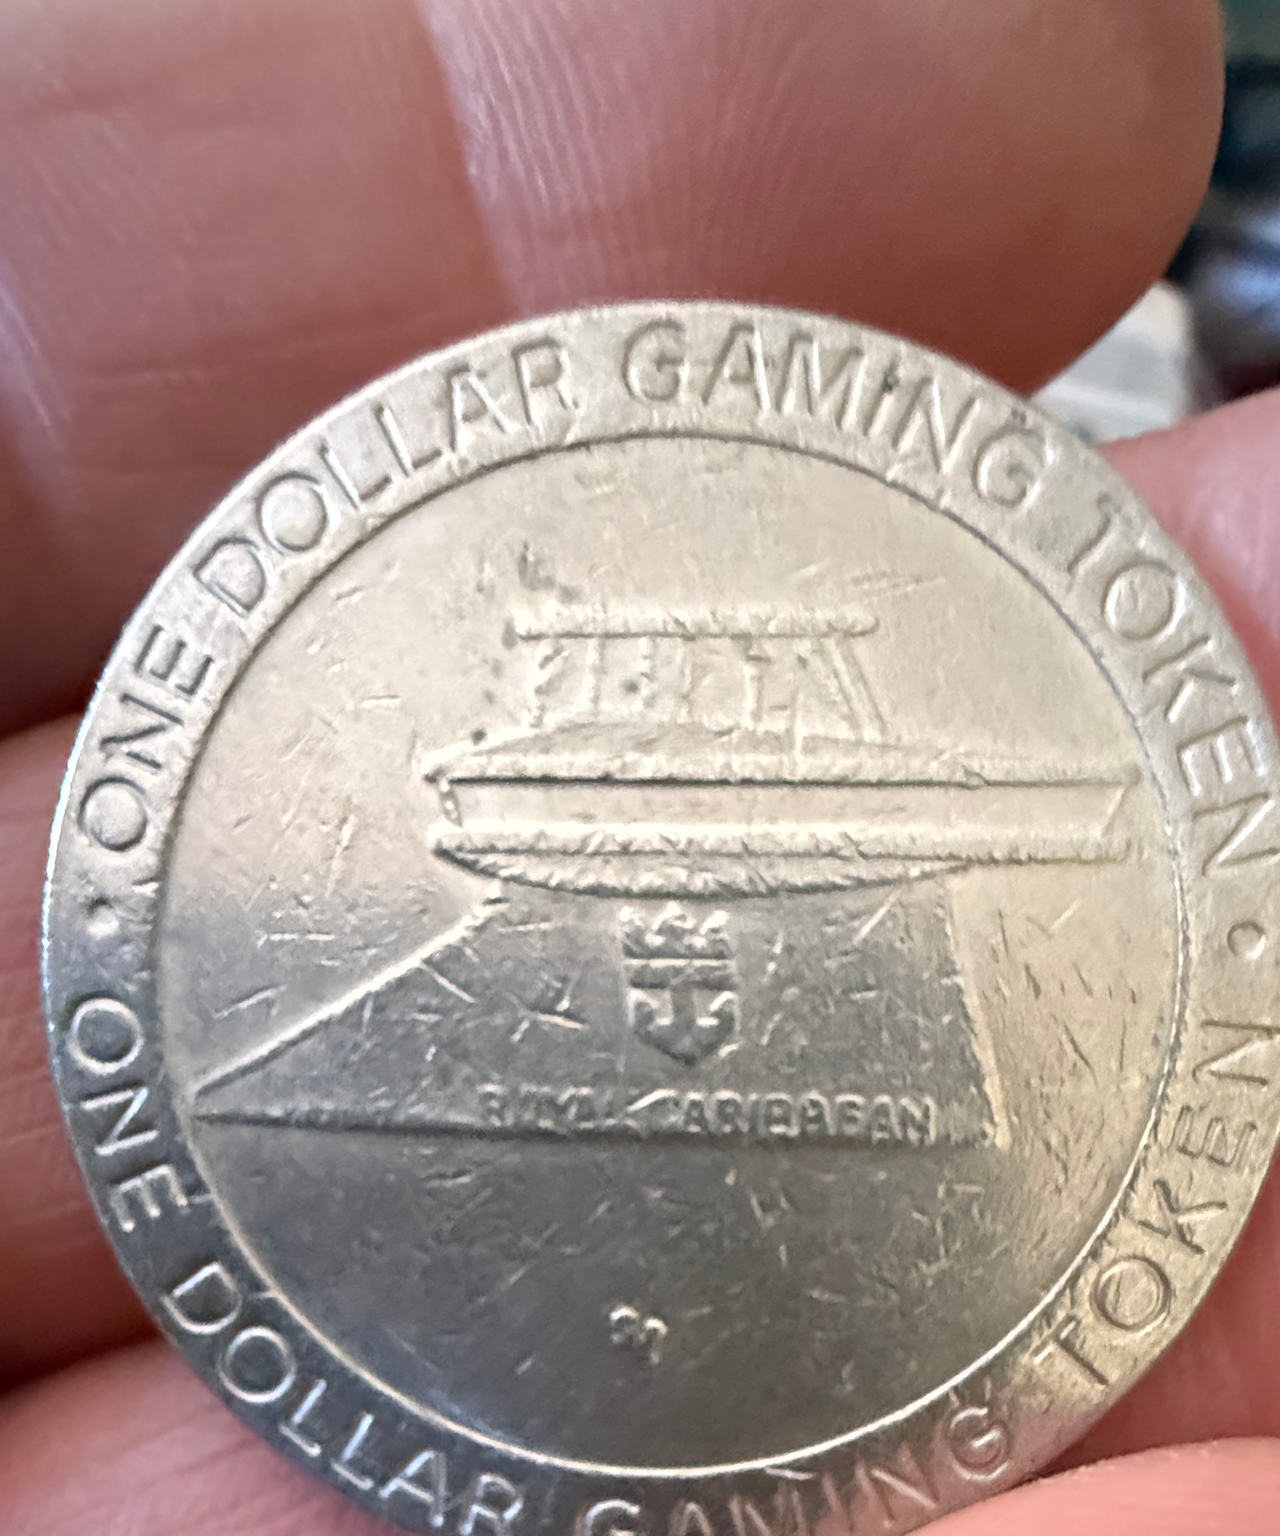 · ONE DOLLAR GAMING TOKEN ·
ROYAL CARIBBEAN
ONE DOLLAR GAMING TOKEN